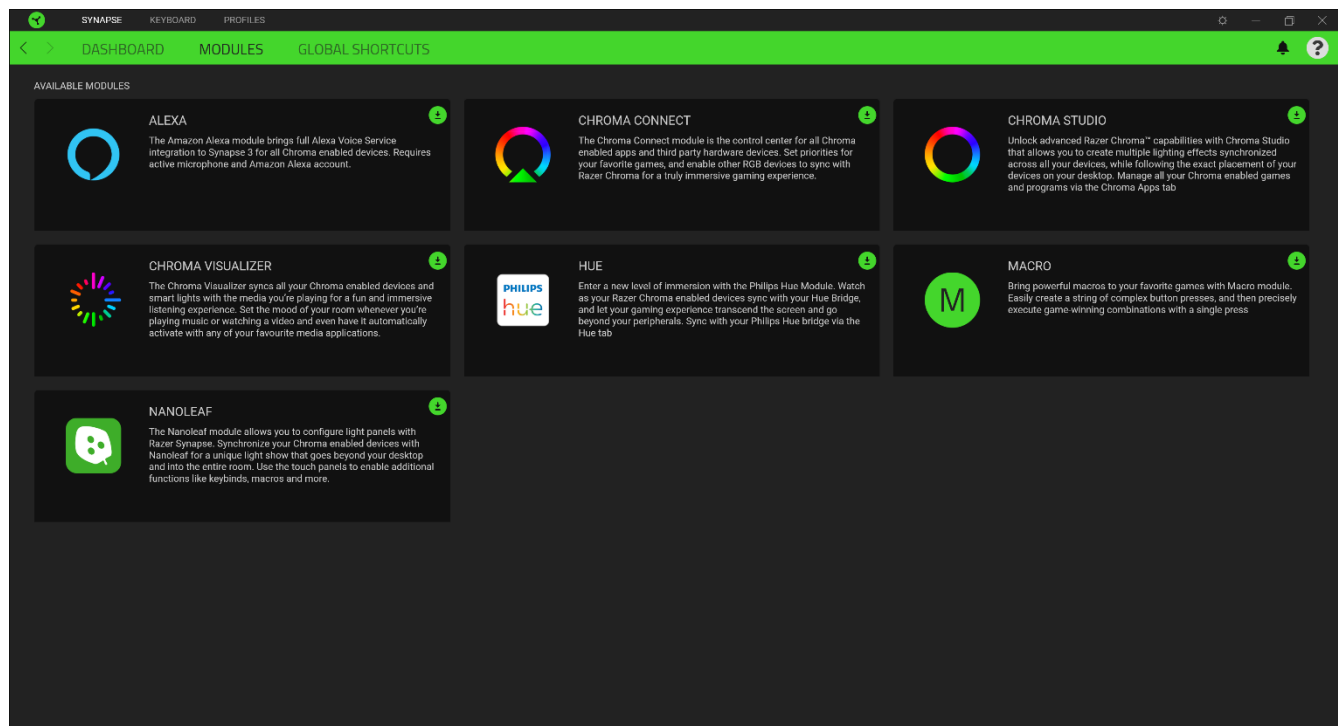 SYNAPSE KEYBOARD PROFILES
DASHBOARD MODULES GLOBAL SHORTCUTS ?
AVAILABLE MODULES
ALEXA
The Amazon Alexa module brings full Alexa Voice Service
integration to Synapse 3 for all Chroma enabled devices. Requires
active microphone and Amazon Alexa account.
CHROMA CONNECT
The Chroma Connect module is the control center for all Chroma
enabled apps and third party hardware devices. Set priorities for
your favorite games, and enable other RGB devices to sync with
Razer Chroma for a truly immersive gaming experience.
CHROMA STUDIO
Unlock advanced Razer Chroma™ capabilities with Chroma Studio
that allows you to create multiple lighting effects synchronized
across all your devices, while following the exact placement of your
devices on your desktop. Manage all your Chroma enabled games
and programs via the Chroma Apps tab
CHROMA VISUALIZER
The Chroma Visualizer syncs all your Chroma enabled devices and
smart lights with the media you're playing for a fun and immersive
listening experience. Set the mood of your room whenever you're
playing music or watching a video and even have it automatically
activate with any of your favourite media applications.
PHILIPS
hue
HUE
Enter a new level of immersion with the Philips Hue Module. Watch
as your Razer Chroma enabled devices sync with your Hue Bridge,
and let your gaming experience transcend the screen and go
beyond your peripherals. Sync with your Philips Hue bridge via the
Hue tab
M
MACRO
Bring powerful macros to your favorite games with Macro module.
Easily create a string of complex button presses, and then precisely
execute game-winning combinations with a single press
NANOLEAF
The Nanoleaf module allows you to configure light panels with
Razer Synapse. Synchronize your Chroma enabled devices with
Nanoleaf for a unique light show that goes beyond your desktop
and into the entire room. Use the touch panels to enable additional
functions like keybinds, macros and more.